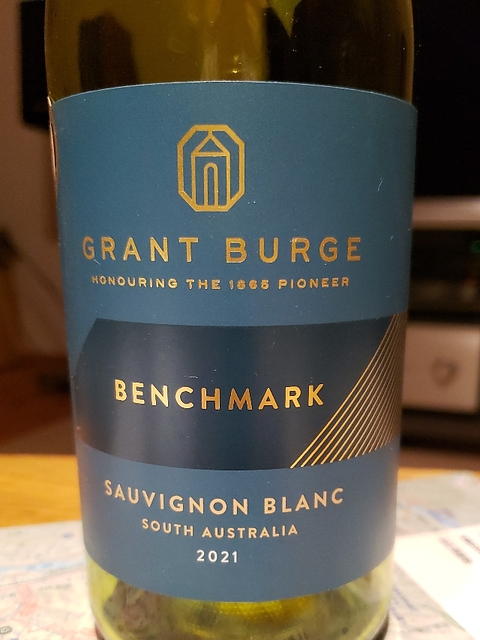 GRANT BURGE
HONOURING THE 1865 PIONEER
BENCHMARK
SAUVIGNON BLANC
SOUTH AUSTRALIA
2021